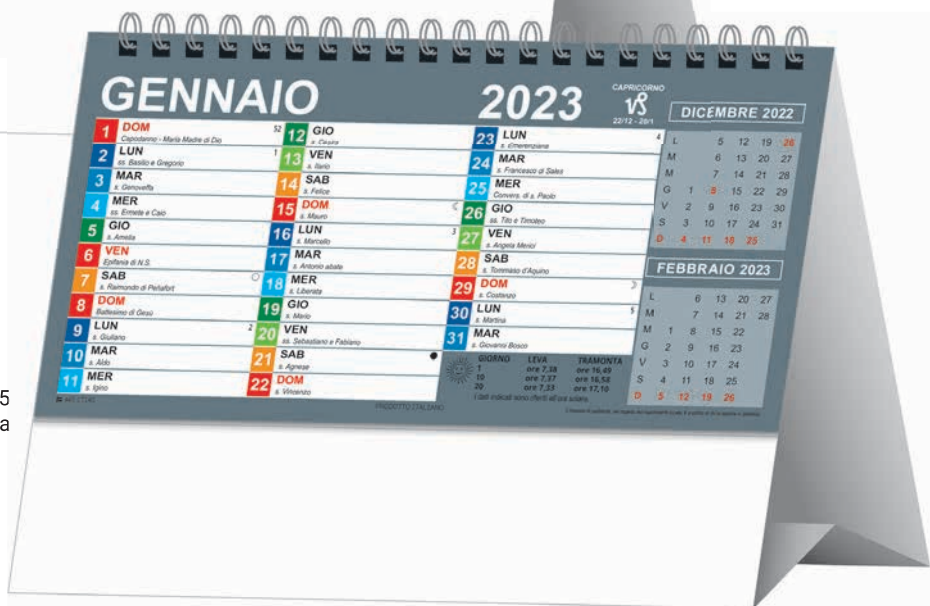 GENNAIO 2023
CAPRICORNO
22/12 - 20/1
1 DOM 52
Capodanno - Maria Madre di Dio
2 LUN 1
ss. Basilio e Gregorio
3 MAR
s. Genoveffa
4 MER
ss. Ermete e Caio
5 GIO
s. Amelia
6 VEN
Epifania di N.S.
7 SAB
s. Raimondo di Peñafort
8 DOM
Battesimo di Gesù
9 LUN 2
s. Giuliano
10 MAR
s. Aldo
11 MER
s. Igino
12 GIO
s. Cesira
13 VEN
s. Ilario
14 SAB
s. Felice
15 DOM
s. Mauro
16 LUN 3
s. Marcello
17 MAR
s. Antonio abate
18 MER
s. Liberata
19 GIO
s. Mario
20 VEN
ss. Sebastiano e Fabiano
21 SAB
s. Agnese
22 DOM
s. Vincenzo
23 LUN 4
s. Emerenziana
24 MAR
s. Francesco di Sales
25 MER
Convers. di s. Paolo
26 GIO
ss. Tito e Timoteo
27 VEN
s. Angela Merici
28 SAB
s. Tommaso d'Aquino
29 DOM
s. Costanzo
30 LUN 5
s. Martina
31 MAR
s. Giovanni Bosco
GIORNO LEVA TRAMONTA
1 ore 7,38 ore 16,49
10 ore 7,37 ore 16,58
20 ore 7,33 ore 17,10
I dati indicati sono riferiti all'ora solare
DICEMBRE 2022
L 5 12 19 26
M 6 13 20 27
M 7 14 21 28
G 1 8 15 22 29
V 2 9 16 23 30
S 3 10 17 24 31
D 4 11 18 25
FEBBRAIO 2023
L 6 13 20 27
M 7 14 21 28
M 1 8 15 22
G 2 9 16 23
V 3 10 17 24
S 4 11 18 25
D 5 12 19 26
PRODOTTO ITALIANO
5
a